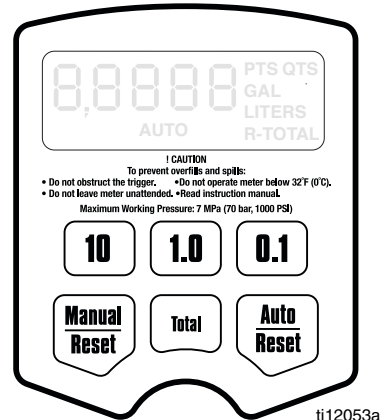 8,8888 PTS QTS
GAL
LITERS
AUTO R-TOTAL
! CAUTION
To prevent overfills and spills:
• Do not obstruct the trigger. •Do not operate meter below 32˚F (0˚C).
• Do not leave meter unattended. •Read instruction manual.
Maximum Working Pressure: 7 MPa (70 bar, 1000 PSI)
10 1.0 0.1
Manual Total Auto
Reset Reset
ti12053a